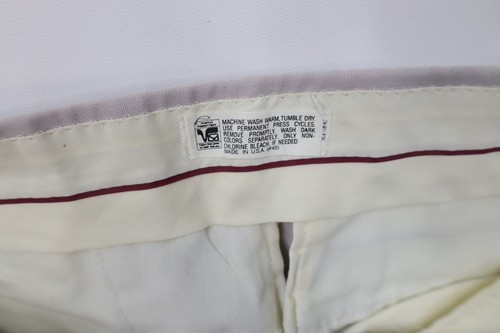 MACHINE WASH WARM, TUMBLE DRY
USE PERMANENT PRESS CYCLES.
REMOVE PROMPTLY. WASH DARK
COLORS SEPARATELY ONLY NON-
CHLORINE BLEACH, IF NEEDED
MADE IN U.S.A.